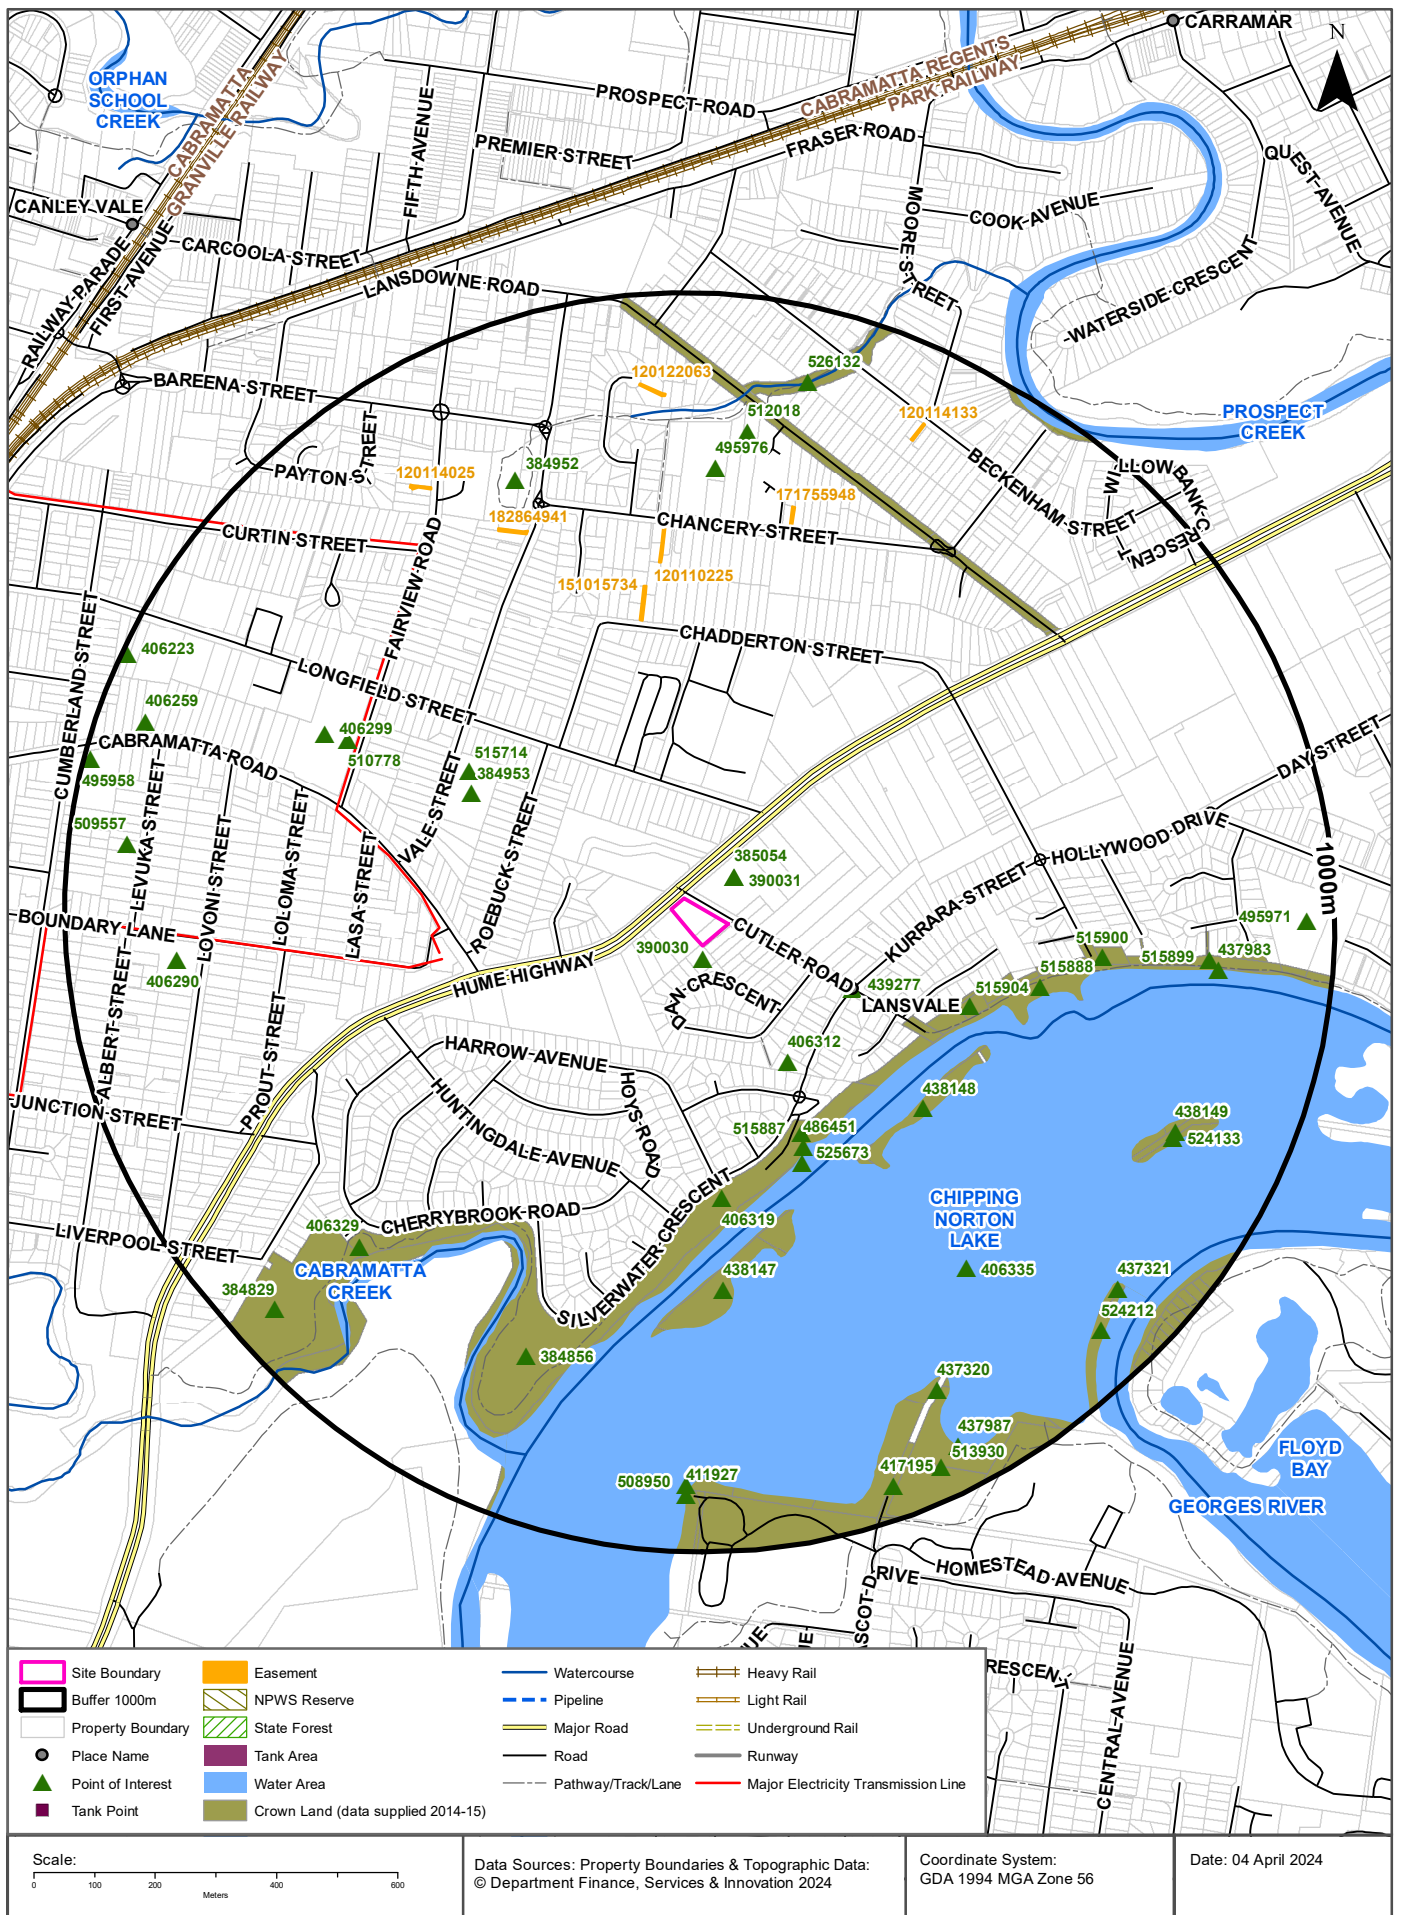 CARRAMAR
N
ORPHAN
SCHOOL
CREEK
CABRAMATTA
GRANVILLE RAILWAY
CABRAMATTA REGENTS
PARK RAILWAY
PROSPECT ROAD
FIFTH AVENUE
PREMIER STREET
FRASER ROAD
QUEST AVENUE
MOORE STREET
COOK AVENUE
CANLEY VALE
CARCOOLA STREET
RAILWAY PARADE
FIRST AVENUE
LANSDOWNE ROAD
WATERSIDE CRESCENT
BAREENA STREET
120122063
526132
512018
120114133
PROSPECT
CREEK
495976
PAYTON STREET
120114025
384952
171755948
BECKENHAM STREET
WILLOW BANK CRESCENT
182864941
CHANCERY STREET
CURTIN STREET
FAIRVIEW ROAD
151015734
120110225
CHADDERTON STREET
CUMBERLAND STREET
406223
LONGFIELD STREET
406259
406299
510778
CABRAMATTA ROAD
495958
515714
384953
DAY STREET
509557
LEVUKA STREET
LOVONI STREET
LOLOMA STREET
LASA STREET
VALE STREET
ROEBUCK STREET
HOLLYWOOD DRIVE
1000m
385054
390031
KURRARA STREET
BOUNDARY LANE
390030
CUTLER ROAD
495971
515900
515899
437983
406290
HUME HIGHWAY
DAN CRESCENT
439277
515888
515904
LANSVALE
ALBERT STREET
PROUT STREET
HARROW AVENUE
406312
HUNTINGDALE AVENUE
HOYS ROAD
438148
JUNCTION STREET
438149
524133
515887
486451
525673
CHIPPING
NORTON
LAKE
LIVERPOOL STREET
406329
CHERRYBROOK ROAD
SILVERWATER CRESCENT
406319
CABRAMATTA
CREEK
384829
438147
406335
437321
524212
384856
437320
437987
513930
417195
FLOYD
BAY
508950
411927
GEORGES RIVER
HOMESTEAD AVENUE
ASCOT DRIVE
UE
UE
RESCENT
CENTRAL AVENUE
Site Boundary
Buffer 1000m
Property Boundary
Place Name
Point of Interest
Tank Point
Easement
NPWS Reserve
State Forest
Tank Area
Water Area
Crown Land (data supplied 2014-15)
Watercourse
Pipeline
Major Road
Road
Pathway/Track/Lane
Heavy Rail
Light Rail
Underground Rail
Runway
Major Electricity Transmission Line
Scale:
0 100 200 400 600
Meters
Data Sources: Property Boundaries & Topographic Data:
© Department Finance, Services & Innovation 2024
Coordinate System:
GDA 1994 MGA Zone 56
Date: 04 April 2024